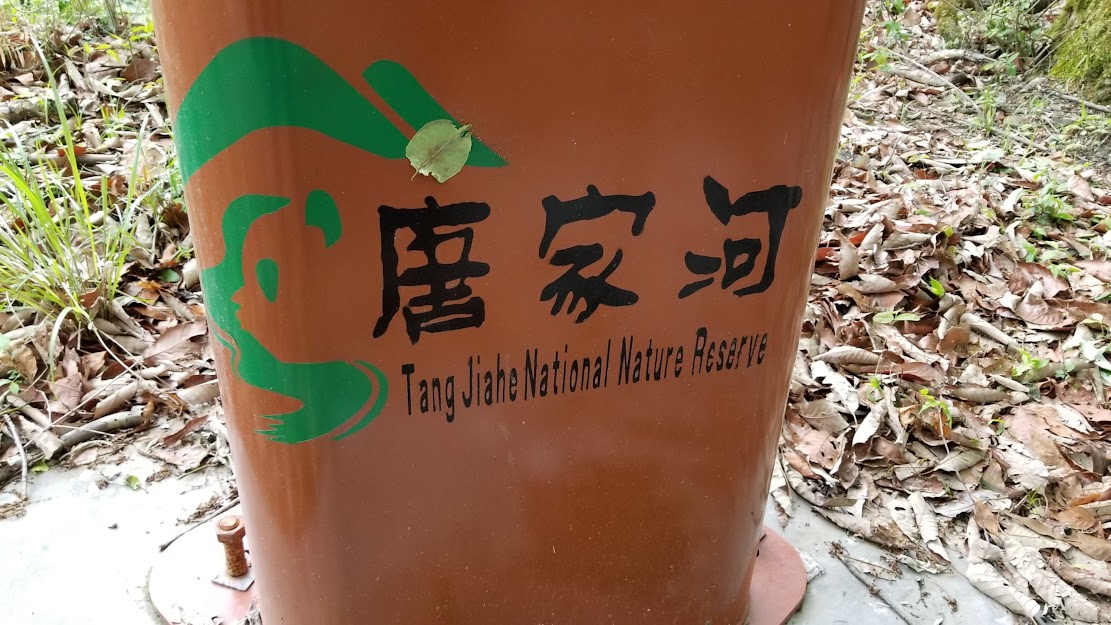 唐家河
Tang Jiahe National Nature Reserve